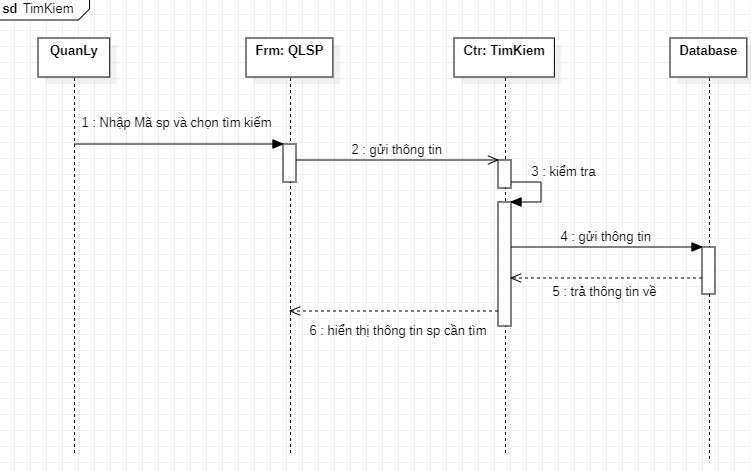 sd TimKiem
QuanLy
Frm: QLSP
Ctr: TimKiem
Database
1 : Nhập Mã sp và chọn tìm kiếm
2 : gửi thông tin
3 : kiểm tra
4 : gửi thông tin
5 : trả thông tin về
6 : hiển thị thông tin sp cần tìm